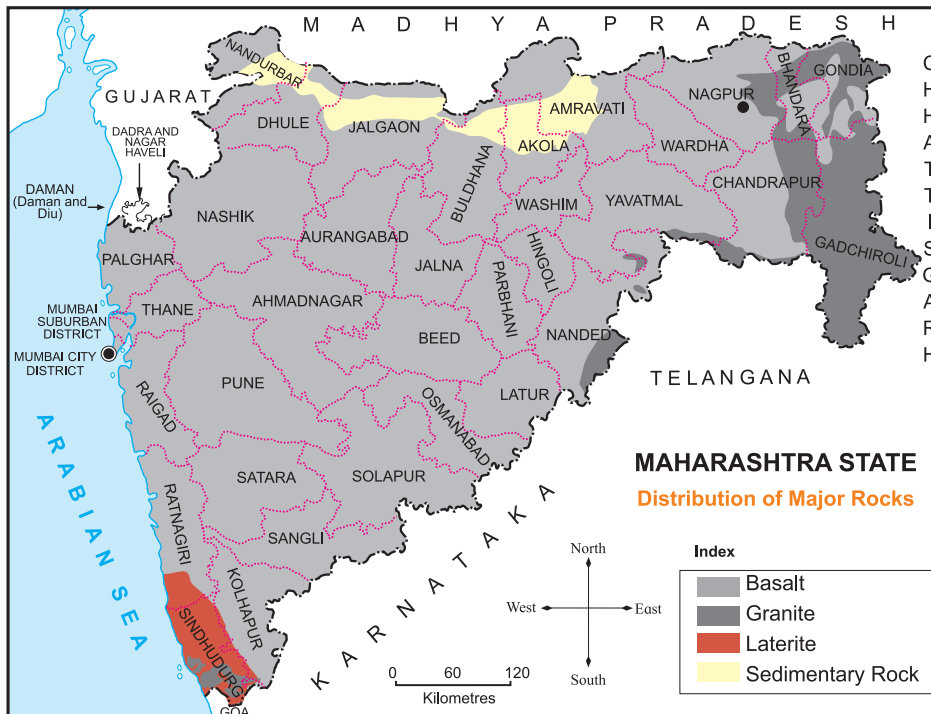 M A D H Y A P R A D E S H
NANDURBAR
GUJARAT
DHULE
JALGAON
AMRAVATI
AKOLA
NAGPUR
BHANDARA
GONDIA
CHHATTISGARH
DADRA AND
NAGAR
HAVELI
BULDHANA
WARDHA
DAMAN
(Daman and
Diu)
NASHIK
WASHIM
YAVATMAL
CHANDRAPUR
AURANGABAD
GADCHIROLI
PALGHAR
JALNA
HINGOLI
PARBHANI
THANE
AHMADNAGAR
MUMBAI
SUBURBAN
DISTRICT
BEED
NANDED
MUMBAI CITY
DISTRICT
TELANGANA
PUNE
RAIGAD
LATUR
OSMANABAD
ARABIAN SEA
SATARA
SOLAPUR
RATNAGIRI
SANGLI
KOLHAPUR
SINDHUDURG
KARNATAKA
GOA
MAHARASHTRA STATE
Distribution of Major Rocks
North
West
East
South
0 60 120
Kilometres
Index
Basalt
Granite
Laterite
Sedimentary Rock